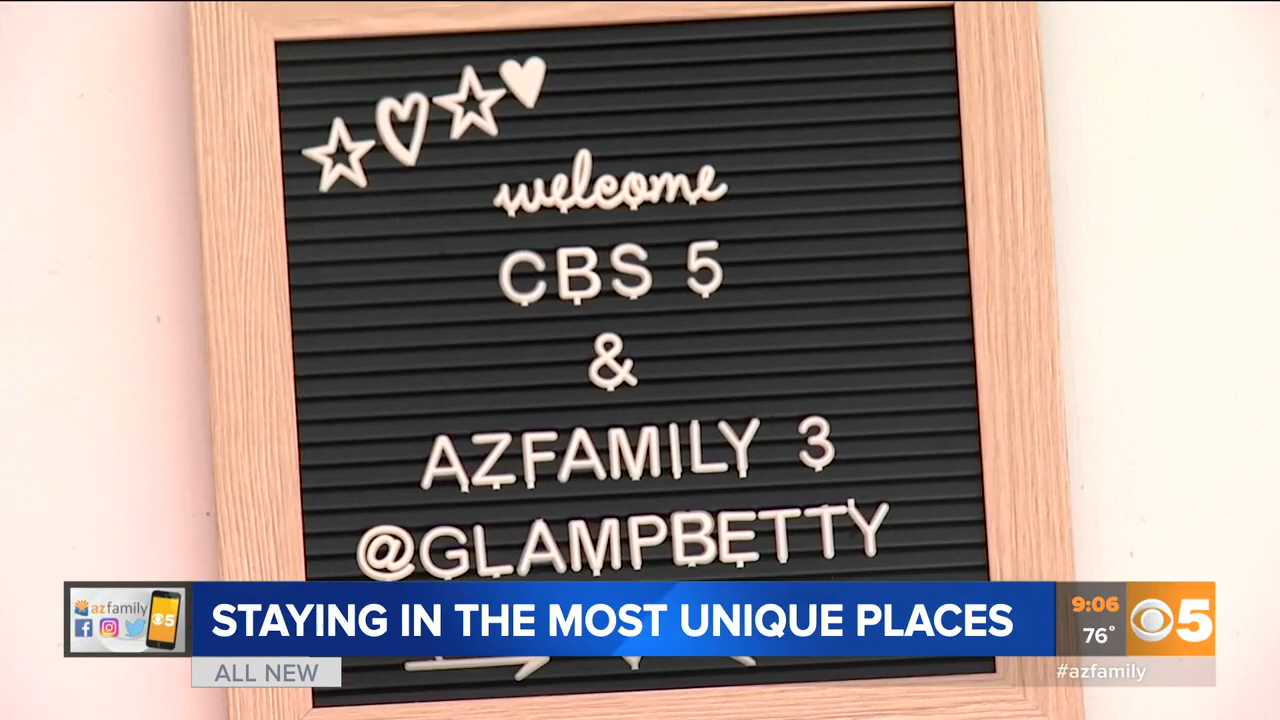 welcome
CBS 5
&
AZFAMILY 3
@GLAMPBETTY
azfamily
5
STAYING IN THE MOST UNIQUE PLACES
9:06
76°
5
ALL NEW
#azfamily